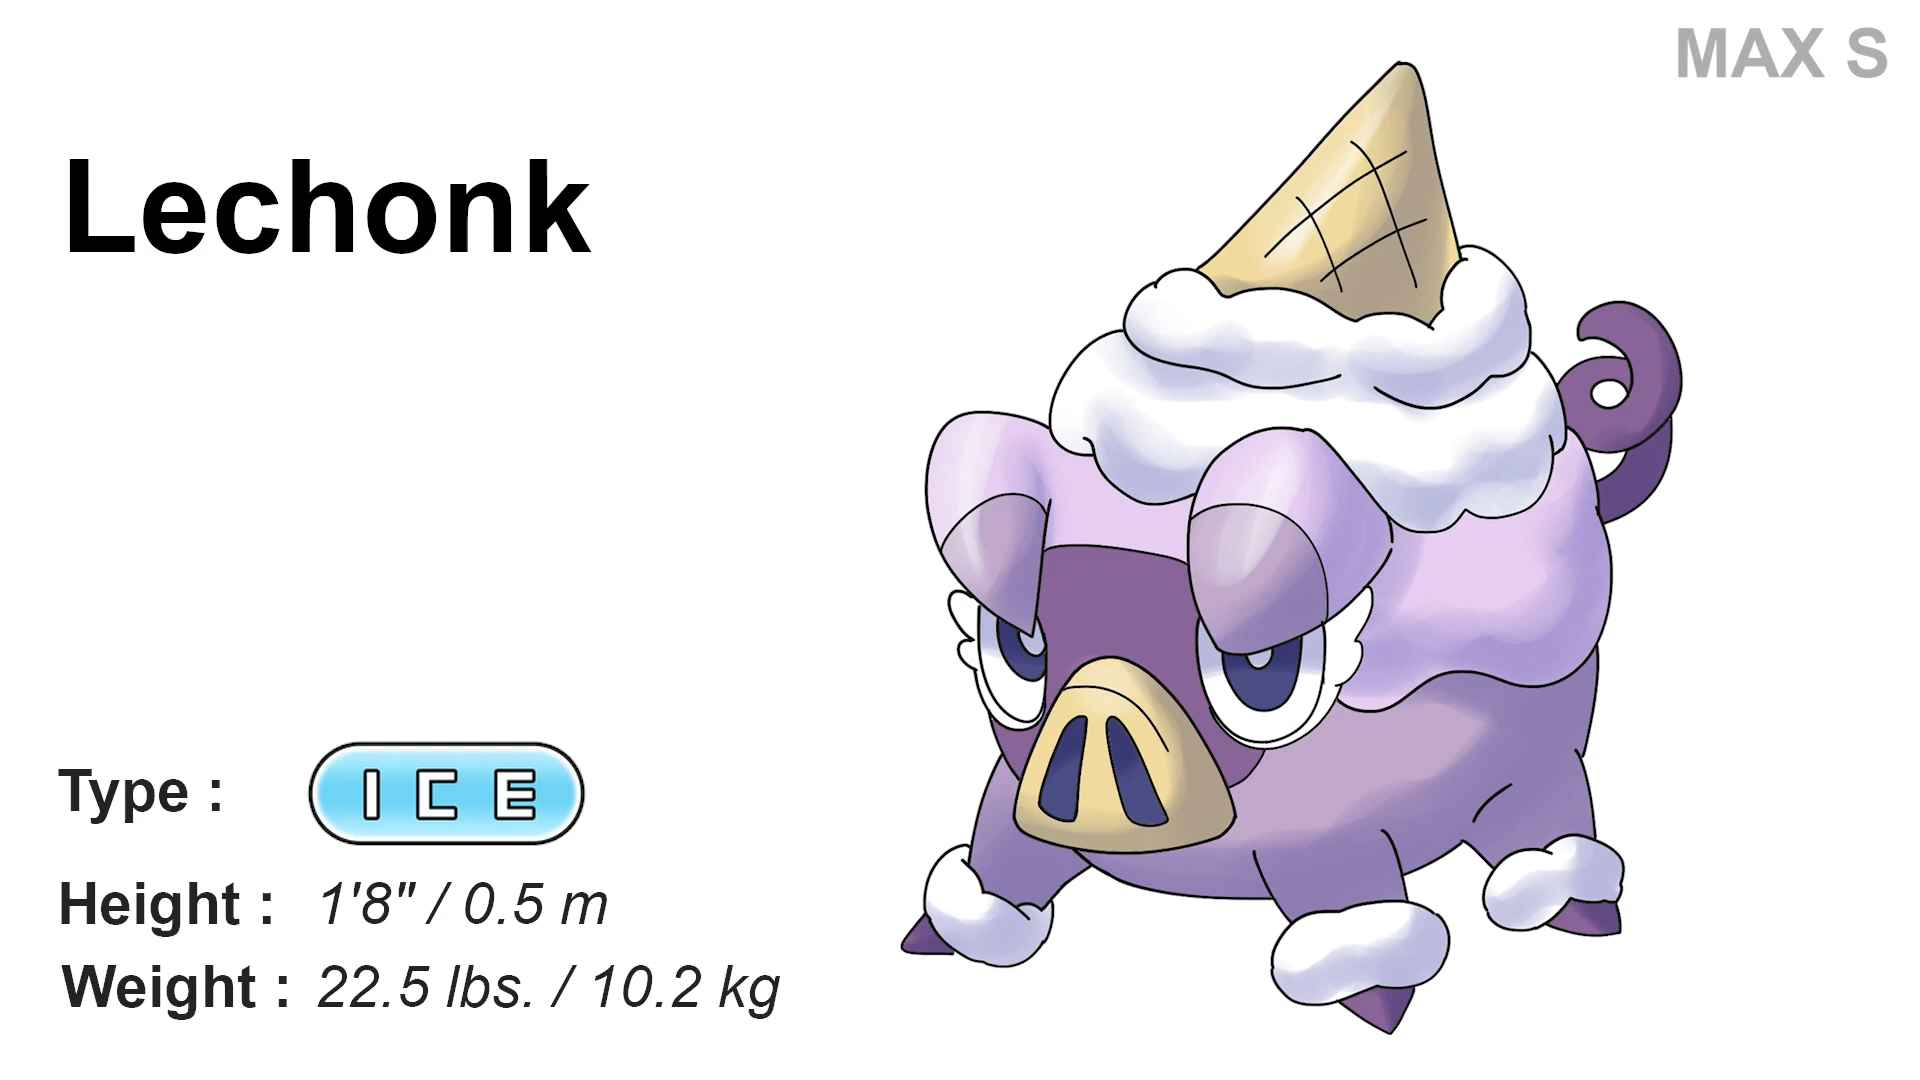 MAX S
Lechonk
Type : ICE
Height : 1'8" / 0.5 m
Weight : 22.5 lbs. / 10.2 kg